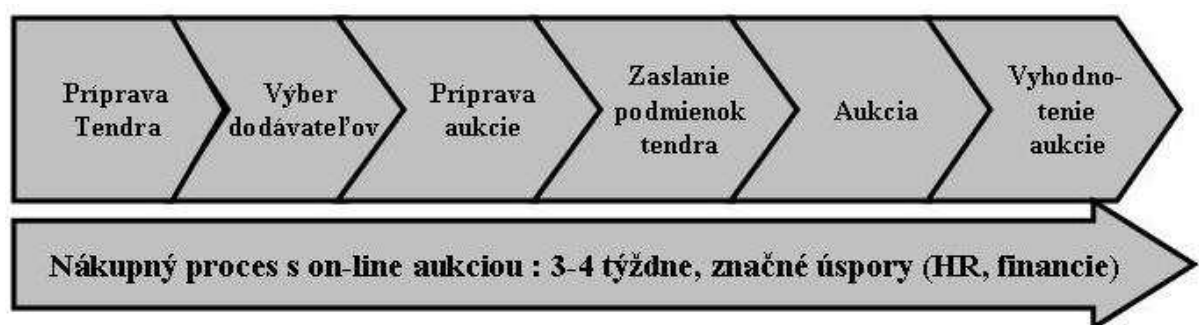 Príprava
Tendra
Výber
dodávateľov
Príprava
aukcie
Zaslanie
podmienok
tendra
Aukcia
Vyhodno-
tenie
aukcie
Nákupný proces s on-line aukciou : 3-4 týždne, značné úspory (HR, financie)